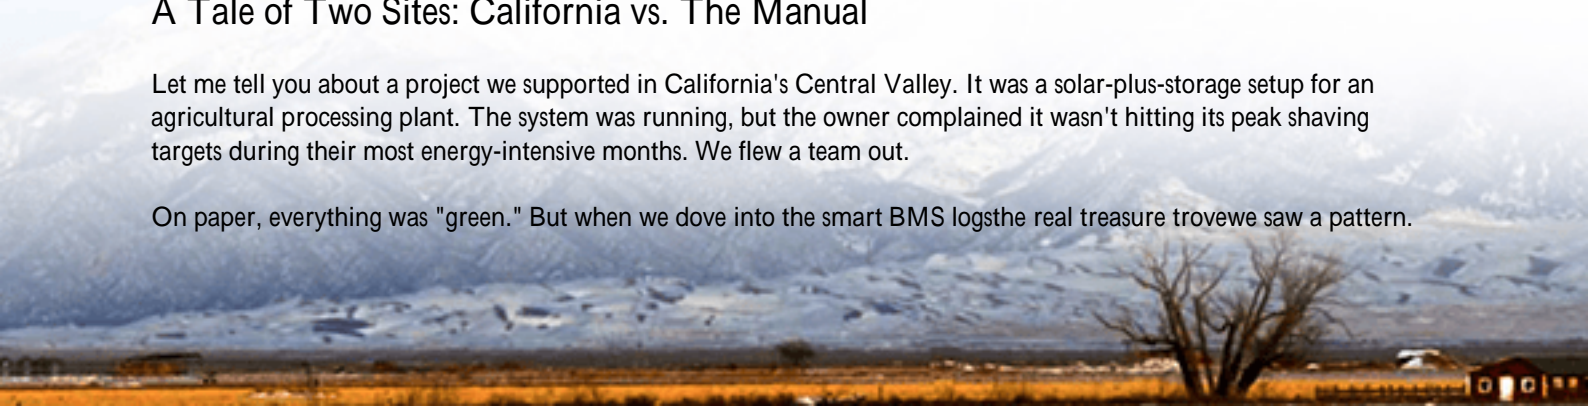 A Tale of Two Sites: California vs. The Manual
Let me tell you about a project we supported in California's Central Valley. It was a solar-plus-storage setup for an
agricultural processing plant. The system was running, but the owner complained it wasn't hitting its peak shaving
targets during their most energy-intensive months. We flew a team out.
On paper, everything was "green." But when we dove into the smart BMS logsthe real treasure trovewe saw a pattern.